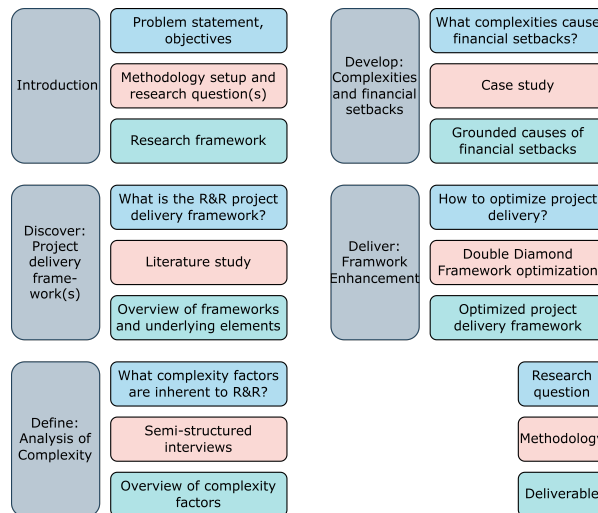 Introduction
Problem statement,
objectives
Methodology setup and
research question(s)
Research framework
Discover:
Project
delivery
frame-
work(s)
What is the R&R project
delivery framework?
Literature study
Overview of frameworks
and underlying elements
Define:
Analysis of
Complexity
What complexity factors
are inherent to R&R?
Semi-structured
interviews
Overview of complexity
factors
Develop:
Complexities
and financial
setbacks
What complexities cause
financial setbacks?
Case study
Grounded causes of
financial setbacks
Deliver:
Framwork
Enhancement
How to optimize project
delivery?
Double Diamond
Framework optimization
Optimized project
delivery framework
Research
question
Methodology
Deliverable